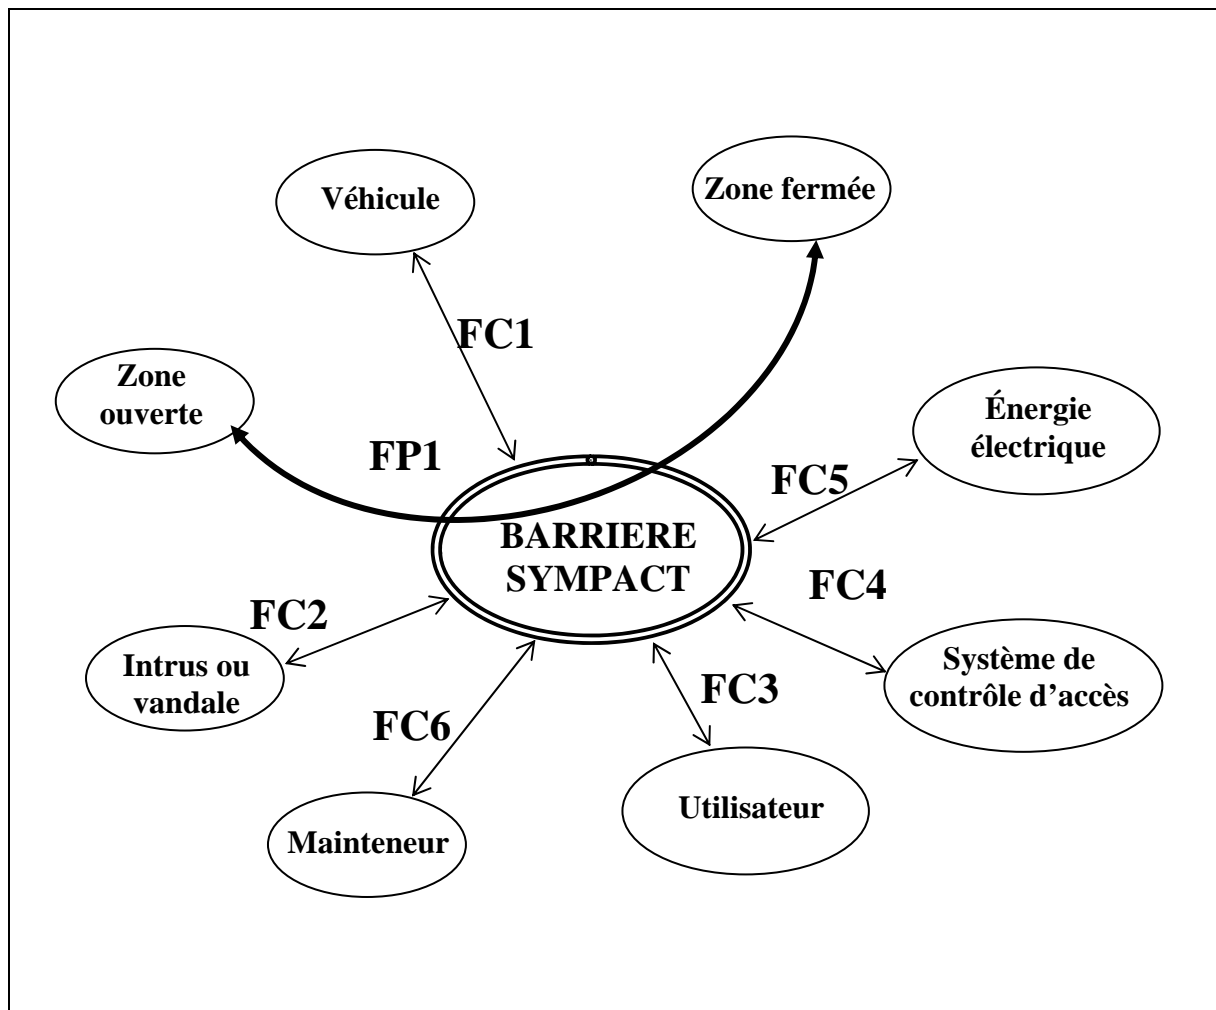 Véhicule
Zone fermée
FC1
Zone
ouverte
Énergie
électrique
FP1
FC5
BARRIERE
SYMPACT
FC4
FC2
Intrus ou
vandale
Système de
contrôle d’accès
FC3
FC6
Utilisateur
Mainteneur